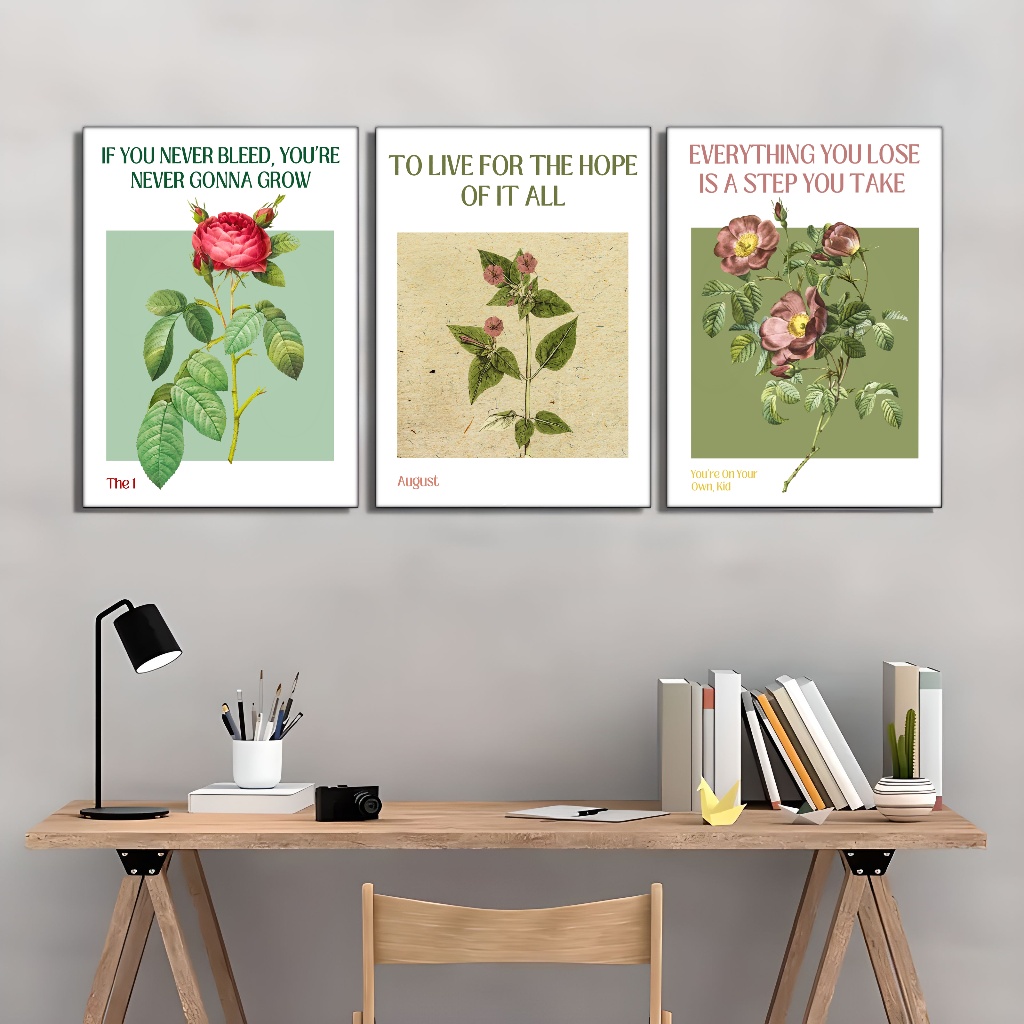 IF YOU NEVER BLEED, YOU'RE
NEVER GONNA GROW
The 1
TO LIVE FOR THE HOPE
OF IT ALL
August
EVERYTHING YOU LOSE
IS A STEP YOU TAKE
You're On Your
Own, Kid